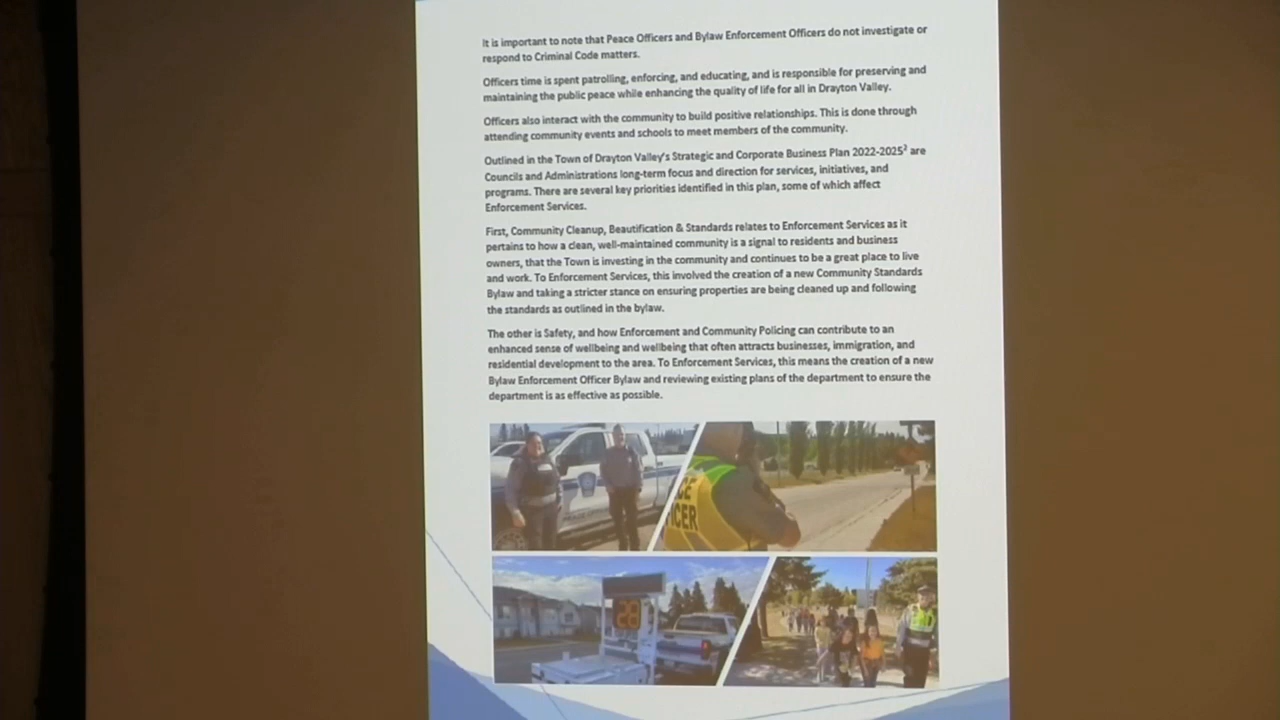 It is important to note that Peace Officers and Bylaw Enforcement Officers do not investigate or
respond to Criminal Code matters.
Officers time is spent patrolling, enforcing, and educating, and is responsible for preserving and
maintaining the public peace while enhancing the quality of life for all in Drayton Valley.
Officers also interact with the community to build positive relationships. This is done through
attending community events and schools to meet members of the community.
Outlined in the Town of Drayton Valley's Strategic and Corporate Business Plan 2022-2025² are
Councils and Administrations long-term focus and direction for services, initiatives, and
programs. There are several key priorities identified in this plan, some of which affect
Enforcement Services.
First, Community Cleanup, Beautification & Standards relates to Enforcement Services as it
pertains to how a clean, well-maintained community is a signal to residents and business
owners, that the Town is investing in the community and continues to be a great place to live
and work. To Enforcement Services, this involved the creation of a new Community Standards
Bylaw and taking a stricter stance on ensuring properties are being cleaned up and following
the standards as outlined in the bylaw.
The other is Safety, and how Enforcement and Community Policing can contribute to an
enhanced sense of wellbeing and wellbeing that often attracts businesses, immigration, and
residential development to the area. To Enforcement Services, this means the creation of a new
Bylaw Enforcement Officer Bylaw and reviewing existing plans of the department to ensure the
department is as effective as possible.
PEACE
CE
ICER
28